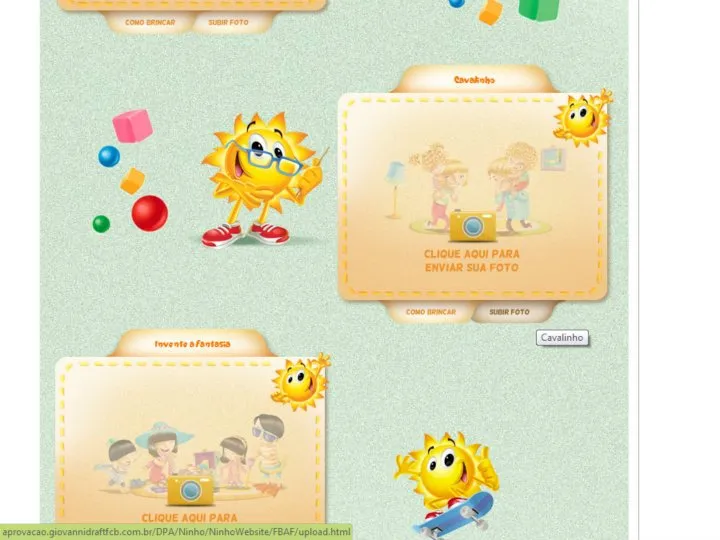 COMO BRINCAR
SUBIR FOTO
Cavalinho
CLIQUE AQUI PARA
ENVIAR SUA FOTO
COMO BRINCAR
SUBIR FOTO
Cavalinho
Invente a Fantasia
CLIQUE AQUI PARA
aprovacao.giovannidraftfcb.com.br/DPA/Ninho/NinhoWebsite/FBAF/upload.html